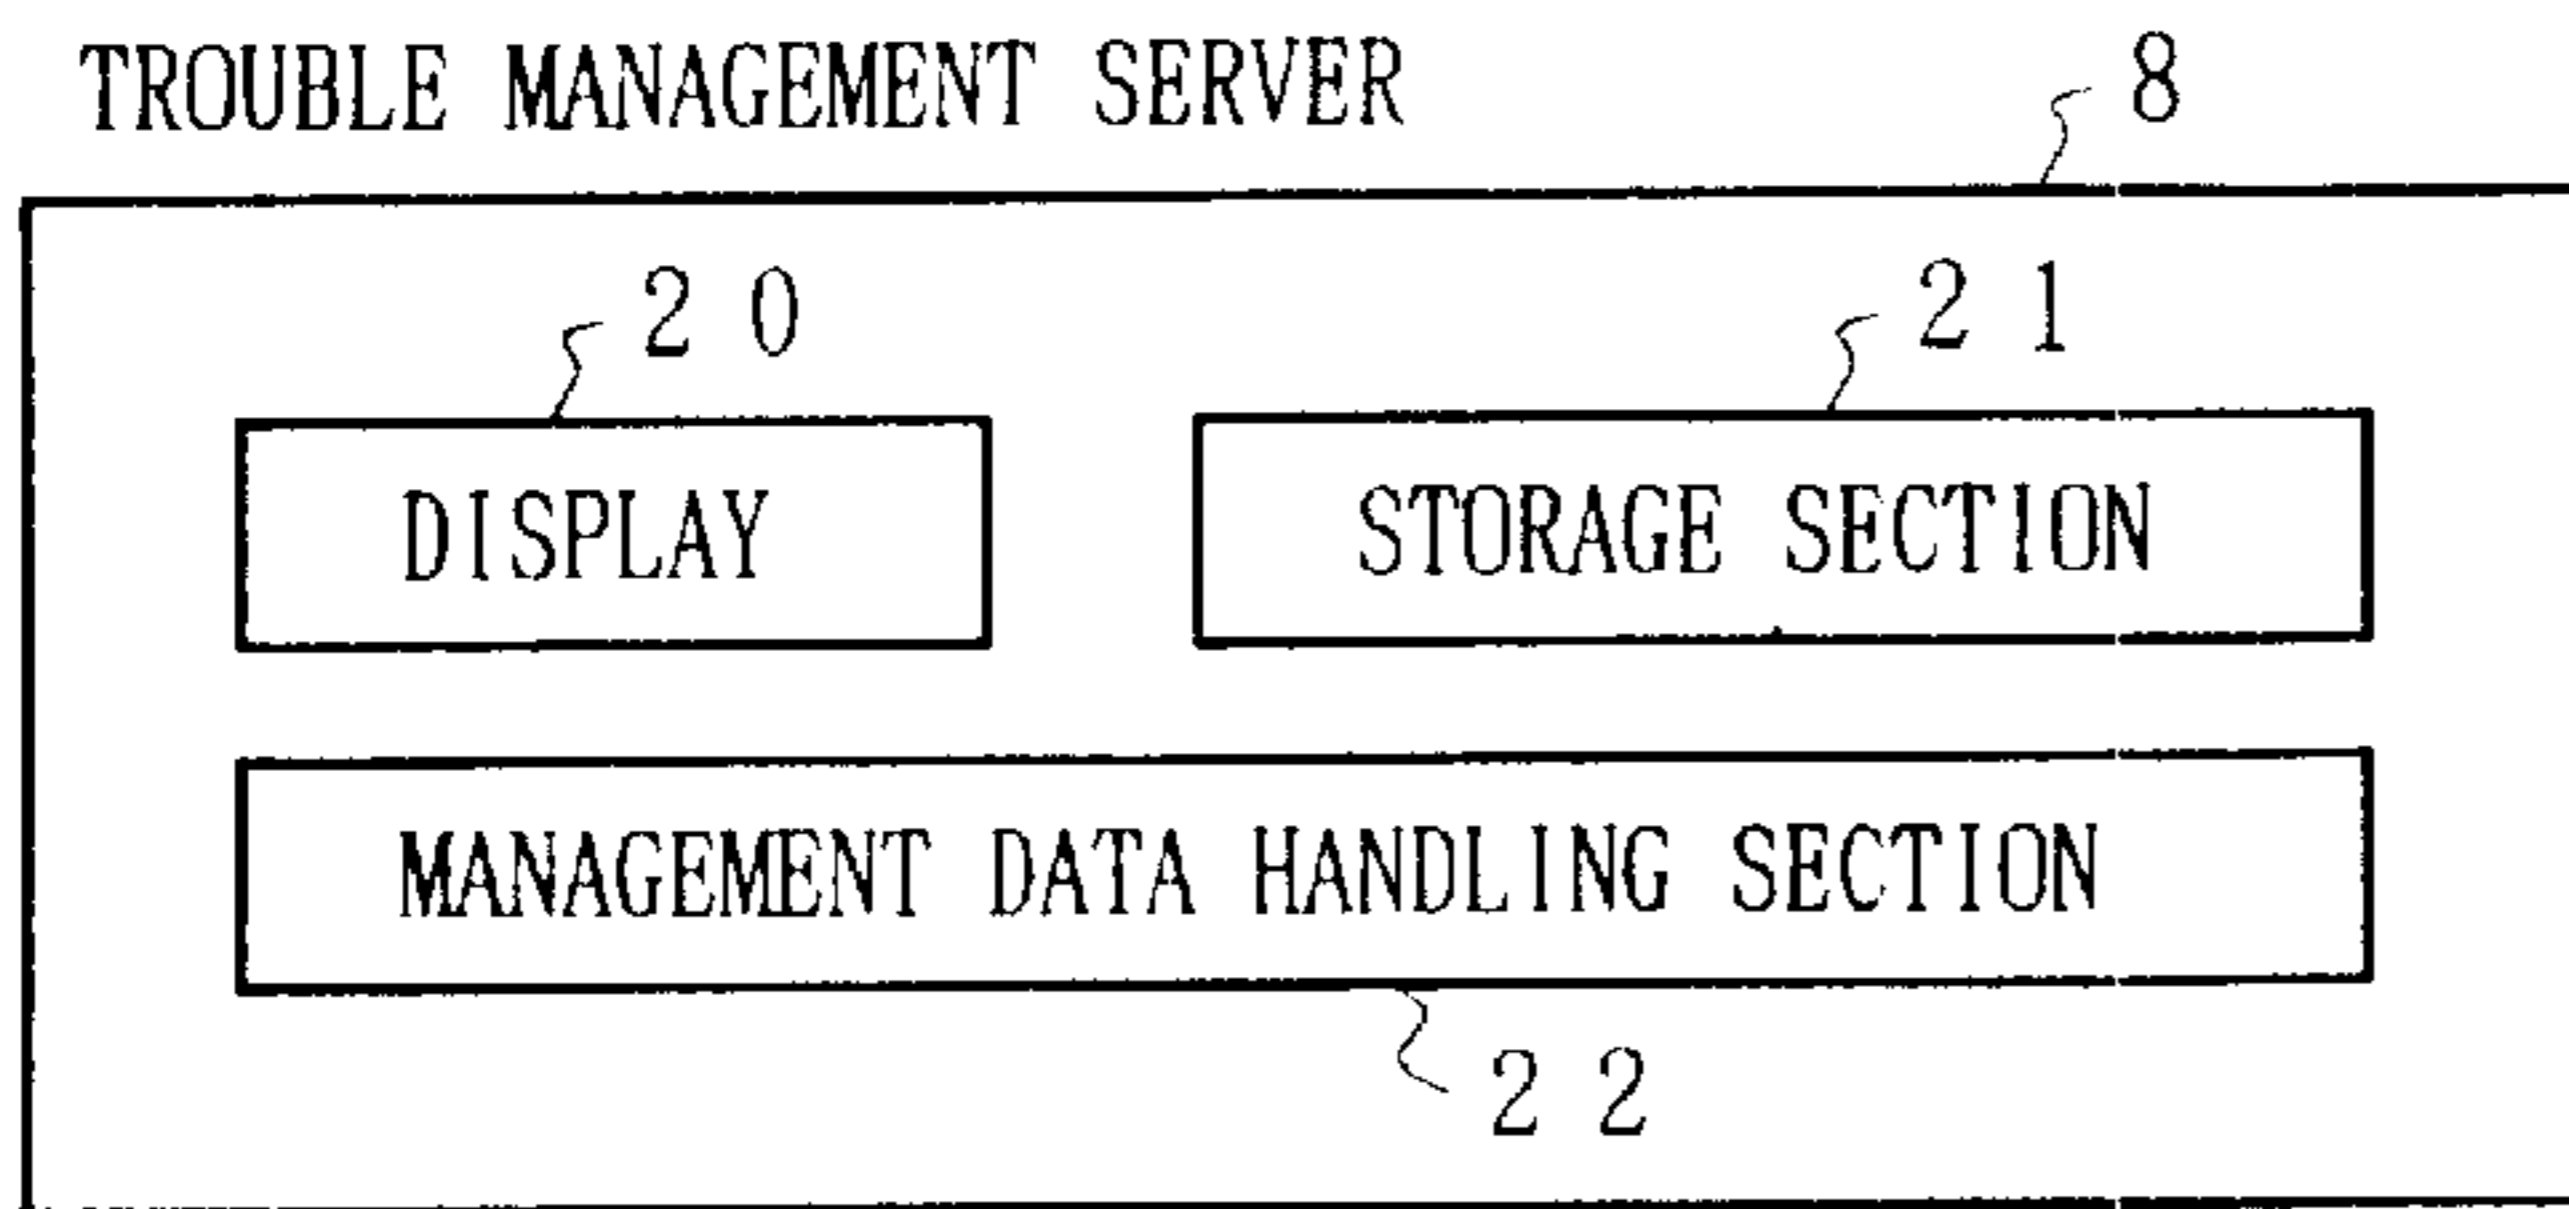 TROUBLE MANAGEMENT SERVER
8
20
21
DISPLAY
STORAGE SECTION
MANAGEMENT DATA HANDLING SECTION
22